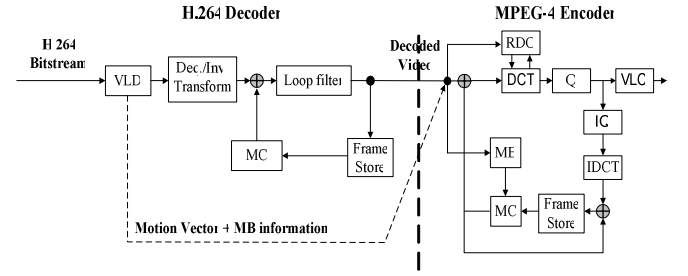 H.264 Decoder
MPEG-4 Encoder
H 264
Bitstream
VLD
Dec./Inv
Transform
Loop filter
Decoded
Video
RDO
DCT
Q
VLC
IQ
MC
Frame
Store
ME
IDCT
MC
Frame
Store
Motion Vector + MB information